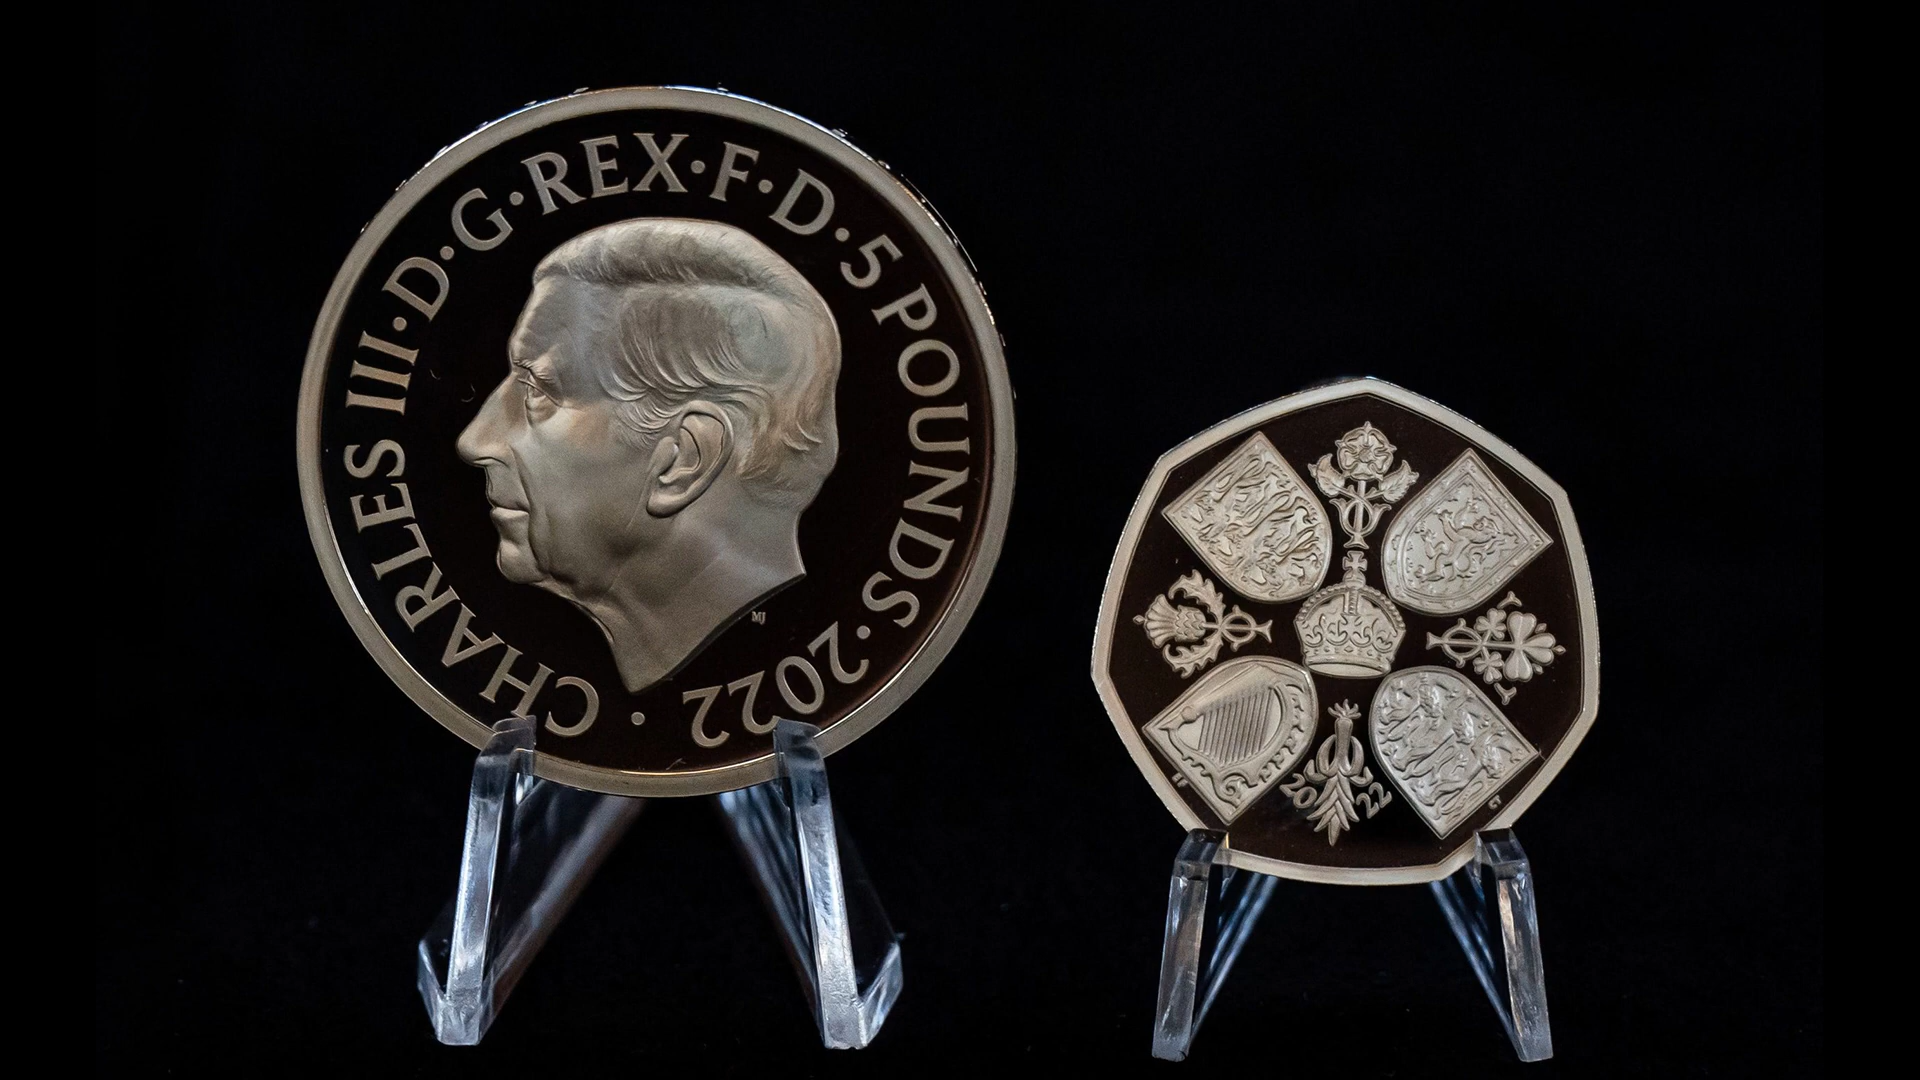 CHARLES III · D · G · REX · F · D · 5 POUNDS · 2022 ·
MJ
2022